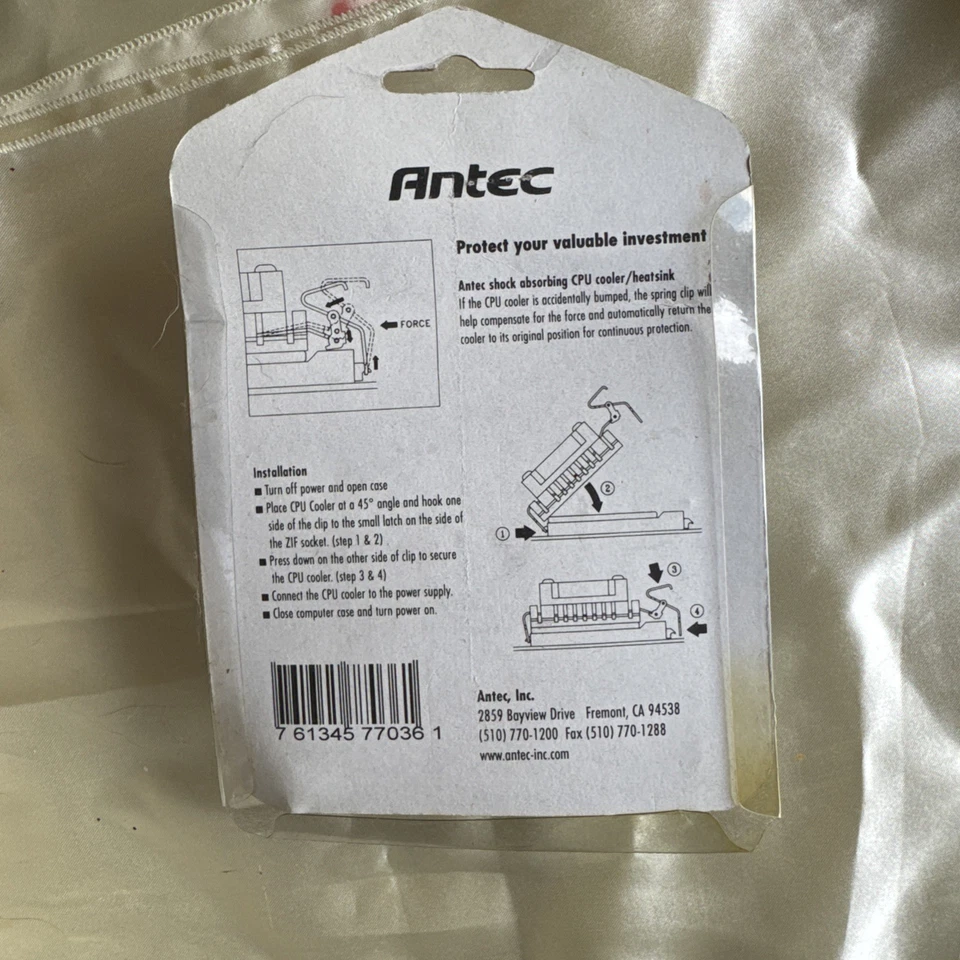 Antec
Protect your valuable investment
Antec shock absorbing CPU cooler/heatsink
If the CPU cooler is accidentally bumped, the spring clip will
help compensate for the force and automatically return the
cooler to its original position for continuous protection.
FORCE
Installation
■ Turn off power and open case
■ Place CPU Cooler at a 45° angle and hook one
side of the clip to the small latch on the side of
the ZIF socket. (step 1 & 2)
■ Press down on the other side of clip to secure
the CPU cooler. (step 3 & 4)
■ Connect the CPU cooler to the power supply.
■ Close computer case and turn power on.
2
1
3
4
7 61345 77036 1
Antec, Inc.
2859 Bayview Drive Fremont, CA 94538
(510) 770-1200 Fax (510) 770-1288
www.antec-inc.com